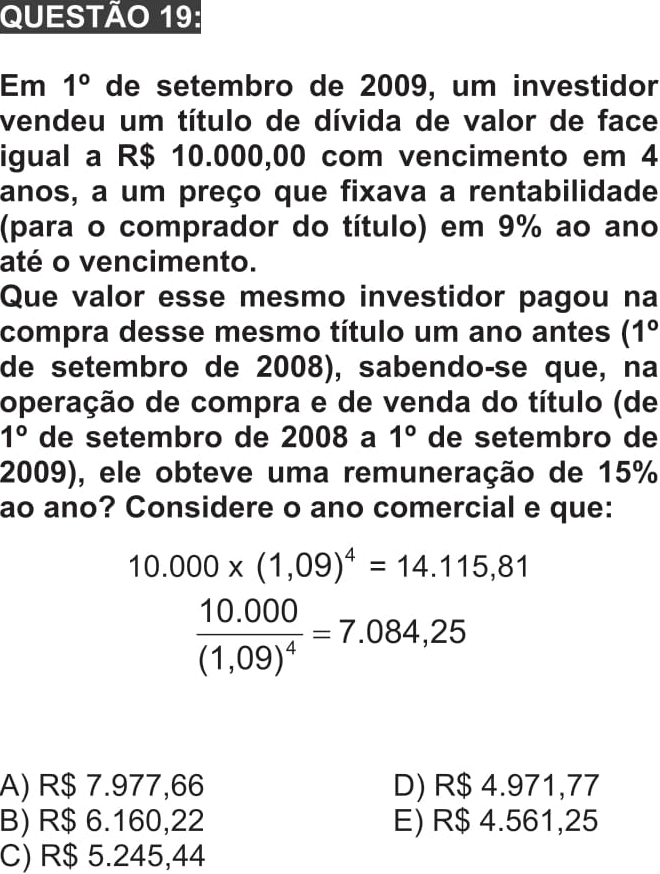 QUESTÃO 19:
Em 1º de setembro de 2009, um investidor
vendeu um título de dívida de valor de face
igual a R$ 10.000,00 com vencimento em 4
anos, a um preço que fixava a rentabilidade
(para o comprador do título) em 9% ao ano
até o vencimento.
Que valor esse mesmo investidor pagou na
compra desse mesmo título um ano antes (1º
de setembro de 2008), sabendo-se que, na
operação de compra e de venda do título (de
1º de setembro de 2008 a 1º de setembro de
2009), ele obteve uma remuneração de 15%
ao ano? Considere o ano comercial e que:
10.000 x (1,09)⁴ = 14.115,81
10.000
(1,09)⁴ = 7.084,25
A) R$ 7.977,66
B) R$ 6.160,22
C) R$ 5.245,44
D) R$ 4.971,77
E) R$ 4.561,25